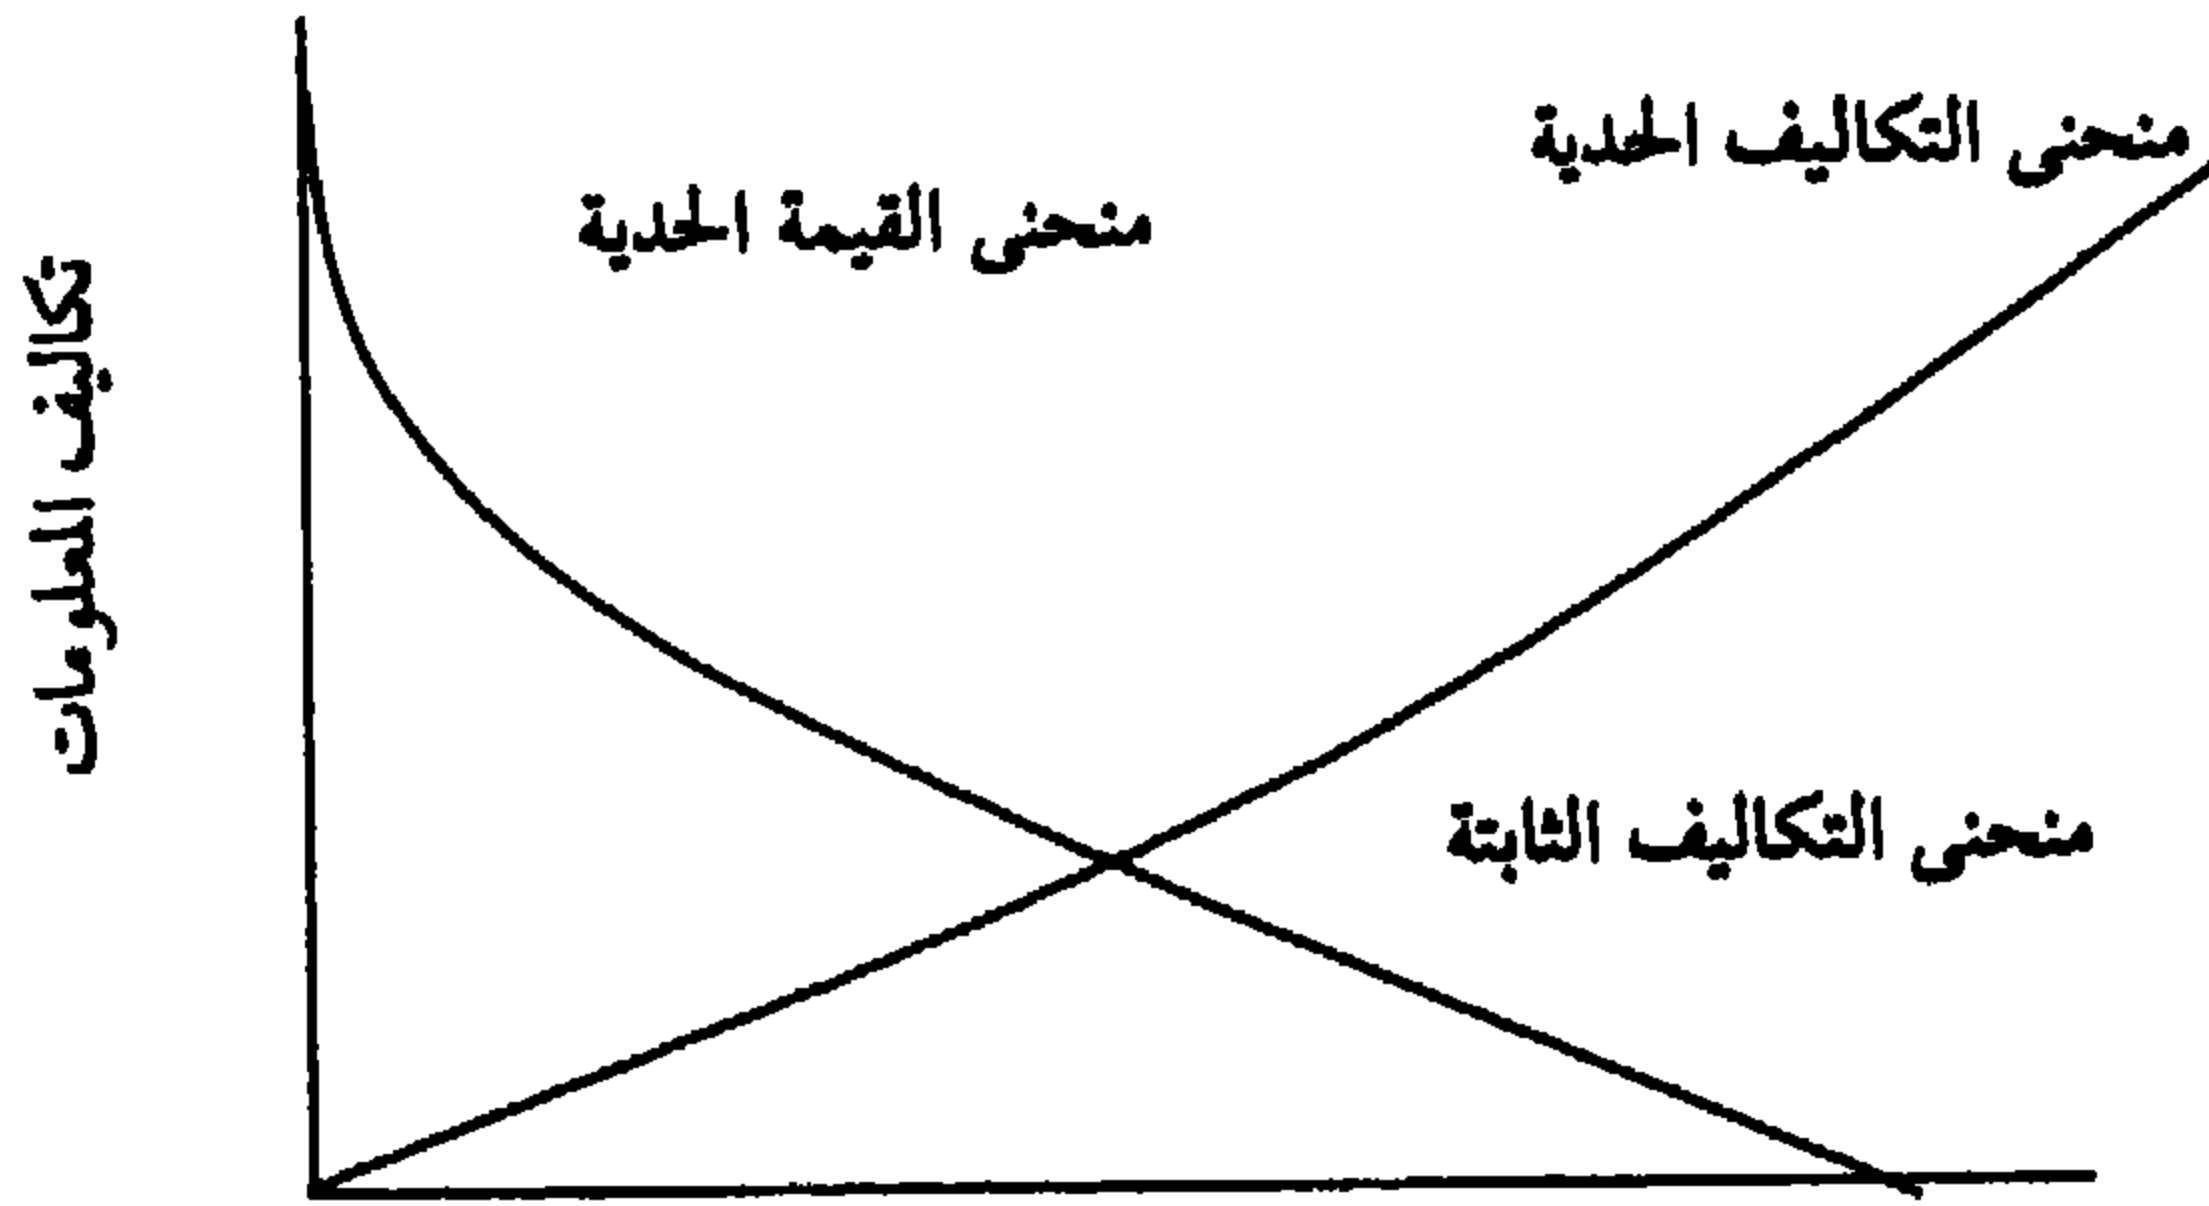 منحنى التكاليف الحدية
منحنى القيمة الحدية
تكاليف المعلومات
منحنى التكاليف الثابتة